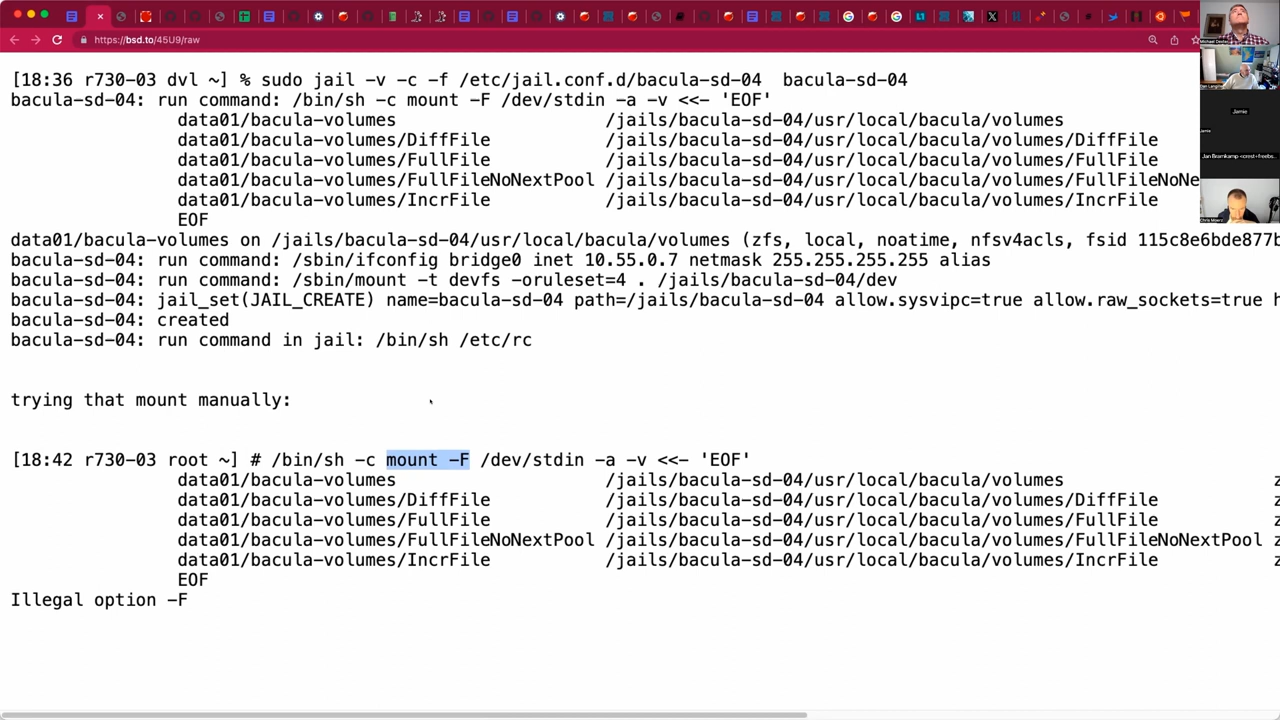 https://bsd.to/45U9/raw
[18:36 r730-03 dvl ~] % sudo jail -v -c -f /etc/jail.conf.d/bacula-sd-04  bacula-sd-04
bacula-sd-04: run command: /bin/sh -c mount -F /dev/stdin -a -v <<- 'EOF'
data01/bacula-volumes /jails/bacula-sd-04/usr/local/bacula/volumes
data01/bacula-volumes/DiffFile /jails/bacula-sd-04/usr/local/bacula/volumes/DiffFile
data01/bacula-volumes/FullFile /jails/bacula-sd-04/usr/local/bacula/volumes/FullFile
data01/bacula-volumes/FullFileNoNextPool /jails/bacula-sd-04/usr/local/bacula/volumes/FullFileNoNe
data01/bacula-volumes/IncrFile /jails/bacula-sd-04/usr/local/bacula/volumes/IncrFile
EOF
data01/bacula-volumes on /jails/bacula-sd-04/usr/local/bacula/volumes (zfs, local, noatime, nfsv4acls, fsid 115c8e6bde877b
bacula-sd-04: run command: /sbin/ifconfig bridge0 inet 10.55.0.7 netmask 255.255.255.255 alias
bacula-sd-04: run command: /sbin/mount -t devfs -oruleset=4 . /jails/bacula-sd-04/dev
bacula-sd-04: jail_set(JAIL_CREATE) name=bacula-sd-04 path=/jails/bacula-sd-04 allow.sysvipc=true allow.raw_sockets=true h
bacula-sd-04: created
bacula-sd-04: run command in jail: /bin/sh /etc/rc
trying that mount manually:
[18:42 r730-03 root ~] # /bin/sh -c mount -F /dev/stdin -a -v <<- 'EOF'
data01/bacula-volumes /jails/bacula-sd-04/usr/local/bacula/volumes z
data01/bacula-volumes/DiffFile /jails/bacula-sd-04/usr/local/bacula/volumes/DiffFile z
data01/bacula-volumes/FullFile /jails/bacula-sd-04/usr/local/bacula/volumes/FullFile z
data01/bacula-volumes/FullFileNoNextPool /jails/bacula-sd-04/usr/local/bacula/volumes/FullFileNoNextPool z
data01/bacula-volumes/IncrFile /jails/bacula-sd-04/usr/local/bacula/volumes/IncrFile z
EOF
Illegal option -F
Jamie
Jamie